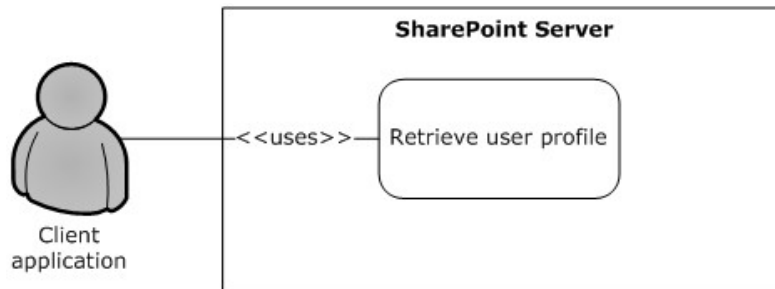 SharePoint Server
<<uses>>
Retrieve user profile
Client
application